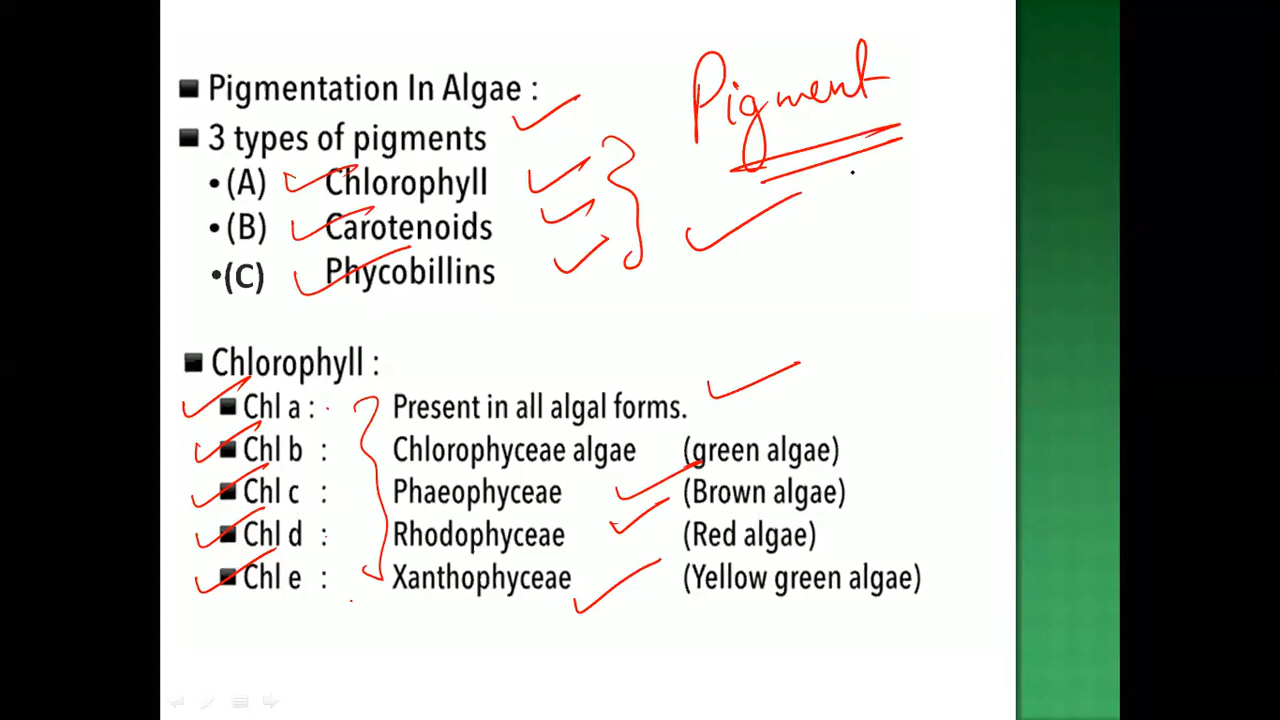 Pigmentation In Algae :
Pigment
3 types of pigments
• (A) Chlorophyll
• (B) Carotenoids
• (C) Phycobillins
Chlorophyll :
Chl a : Present in all algal forms.
Chl b : Chlorophyceae algae (green algae)
Chl c : Phaeophyceae (Brown algae)
Chl d : Rhodophyceae (Red algae)
Chl e : Xanthophyceae (Yellow green algae)